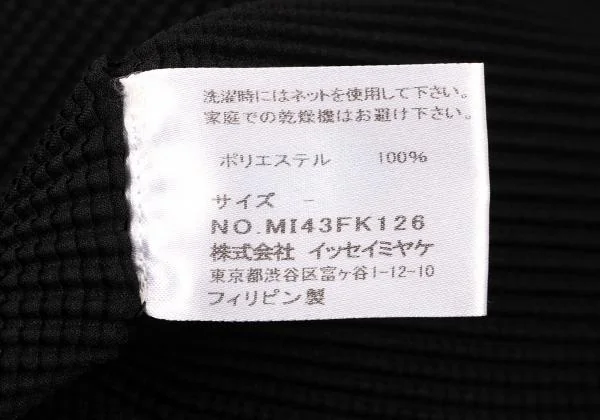 洗濯時にはネットを使用して下さい。
家庭での乾燥機はお避け下さい。
ポリエステル 100%
サイズ -
NO.MI43FK126
株式会社 イッセイミヤケ
東京都渋谷区富ヶ谷1-12-10
フィリピン製